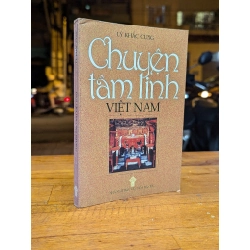 LÝ KHẮC CUNG
Chuyện
tâm linh
VIỆT NAM